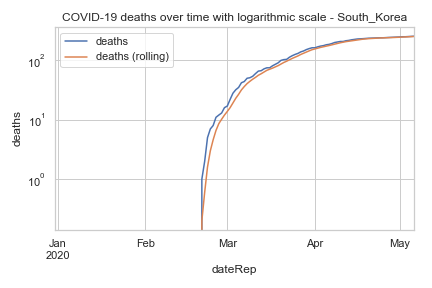 COVID-19 deaths over time with logarithmic scale - South_Korea
deaths
deaths (rolling)
10²
10¹
10⁰
deaths
Jan Feb Mar Apr May
2020
dateRep